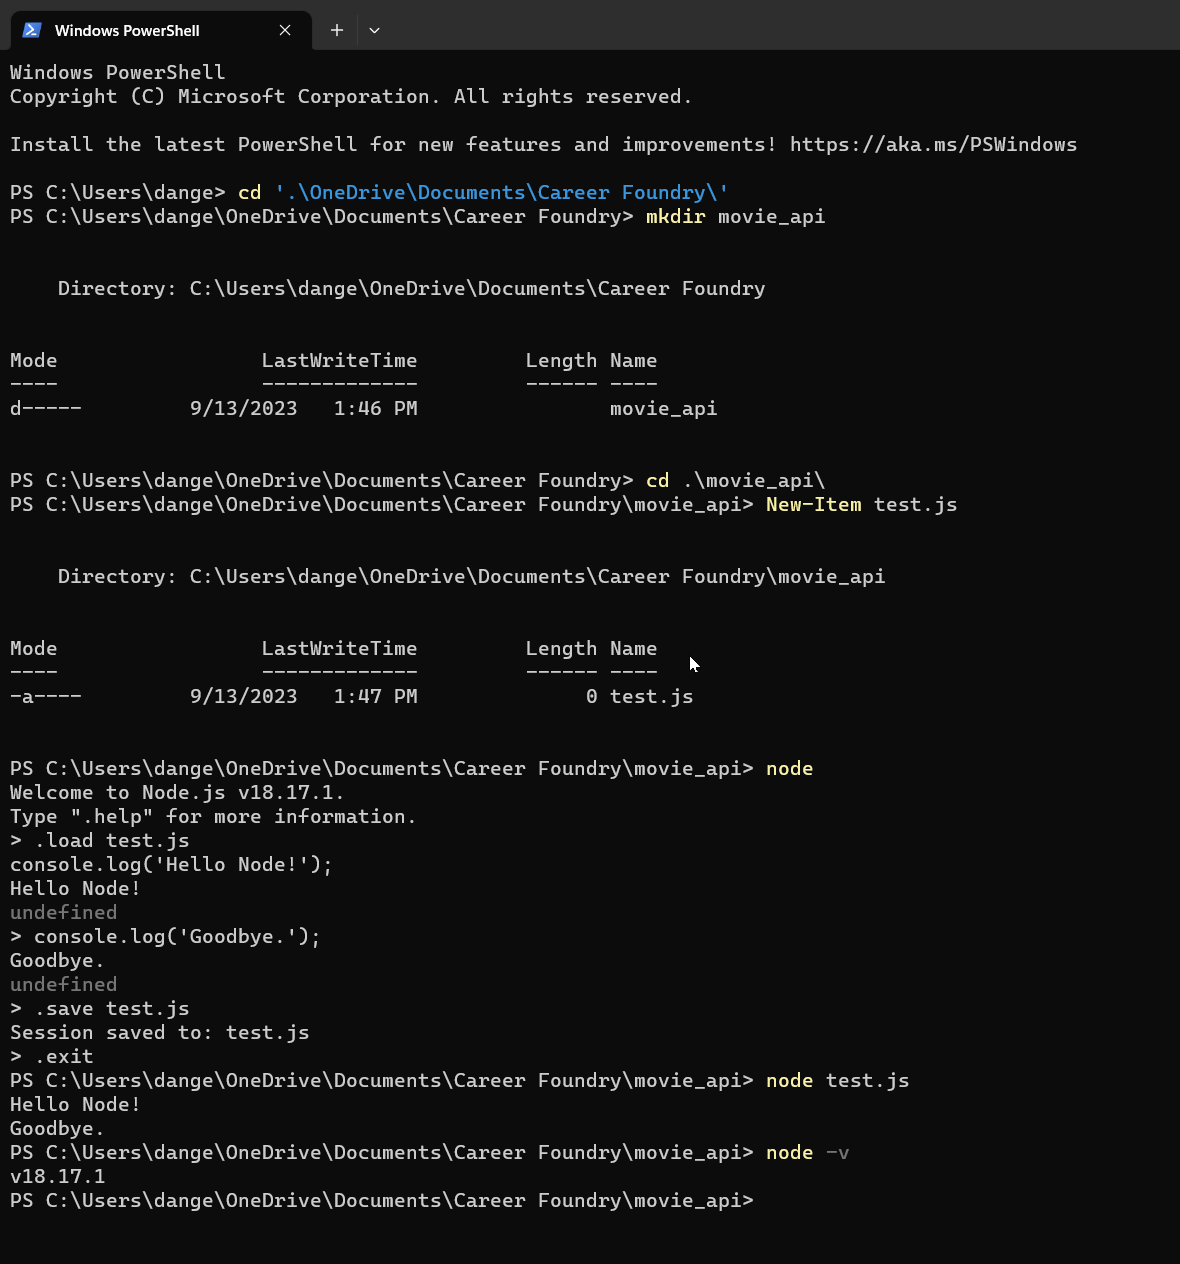 Windows PowerShell
Windows PowerShell
Copyright (C) Microsoft Corporation. All rights reserved.
Install the latest PowerShell for new features and improvements! https://aka.ms/PSWindows
PS C:\Users\dange> cd '.\OneDrive\Documents\Career Foundry\'
PS C:\Users\dange\OneDrive\Documents\Career Foundry> mkdir movie_api
    Directory: C:\Users\dange\OneDrive\Documents\Career Foundry
Mode                 LastWriteTime         Length Name
----                 -------------         ------ ----
d-----         9/13/2023   1:46 PM                movie_api
PS C:\Users\dange\OneDrive\Documents\Career Foundry> cd .\movie_api\
PS C:\Users\dange\OneDrive\Documents\Career Foundry\movie_api> New-Item test.js
    Directory: C:\Users\dange\OneDrive\Documents\Career Foundry\movie_api
Mode                 LastWriteTime         Length Name
----                 -------------         ------ ----
-a----         9/13/2023   1:47 PM              0 test.js
PS C:\Users\dange\OneDrive\Documents\Career Foundry\movie_api> node
Welcome to Node.js v18.17.1.
Type ".help" for more information.
> .load test.js
console.log('Hello Node!');
Hello Node!
undefined
> console.log('Goodbye.');
Goodbye.
undefined
> .save test.js
Session saved to: test.js
> .exit
PS C:\Users\dange\OneDrive\Documents\Career Foundry\movie_api> node test.js
Hello Node!
Goodbye.
PS C:\Users\dange\OneDrive\Documents\Career Foundry\movie_api> node -v
v18.17.1
PS C:\Users\dange\OneDrive\Documents\Career Foundry\movie_api>